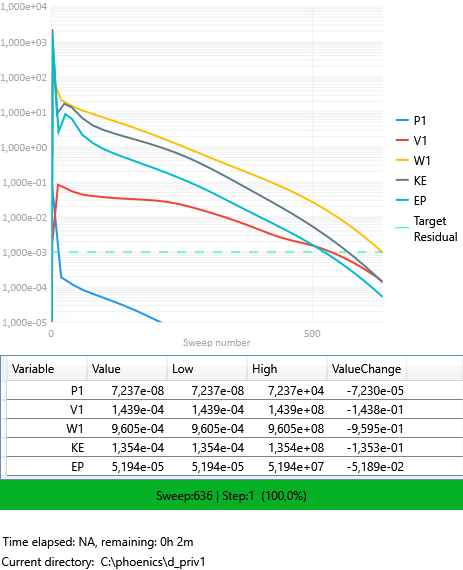 1,000e+04
1,000e+03
1,000e+02
1,000e+01
1,000e+00
1,000e-01
1,000e-02
1,000e-03
1,000e-04
1,000e-05
0
500
Sweep number
P1
V1
W1
KE
EP
Target
Residual
Variable Value Low High ValueChange
P1 7,237e-08 7,237e-08 7,237e+04 -7,230e-05
V1 1,439e-04 1,439e-04 1,439e+08 -1,438e-01
W1 9,605e-04 9,605e-04 9,605e+08 -9,595e-01
KE 1,354e-04 1,354e-04 1,354e+08 -1,353e-01
EP 5,194e-05 5,194e-05 5,194e+07 -5,189e-02
Sweep:636 | Step:1 (100,0%)
Time elapsed: NA, remaining: 0h 2m
Current directory: C:\phoenics\d_priv1